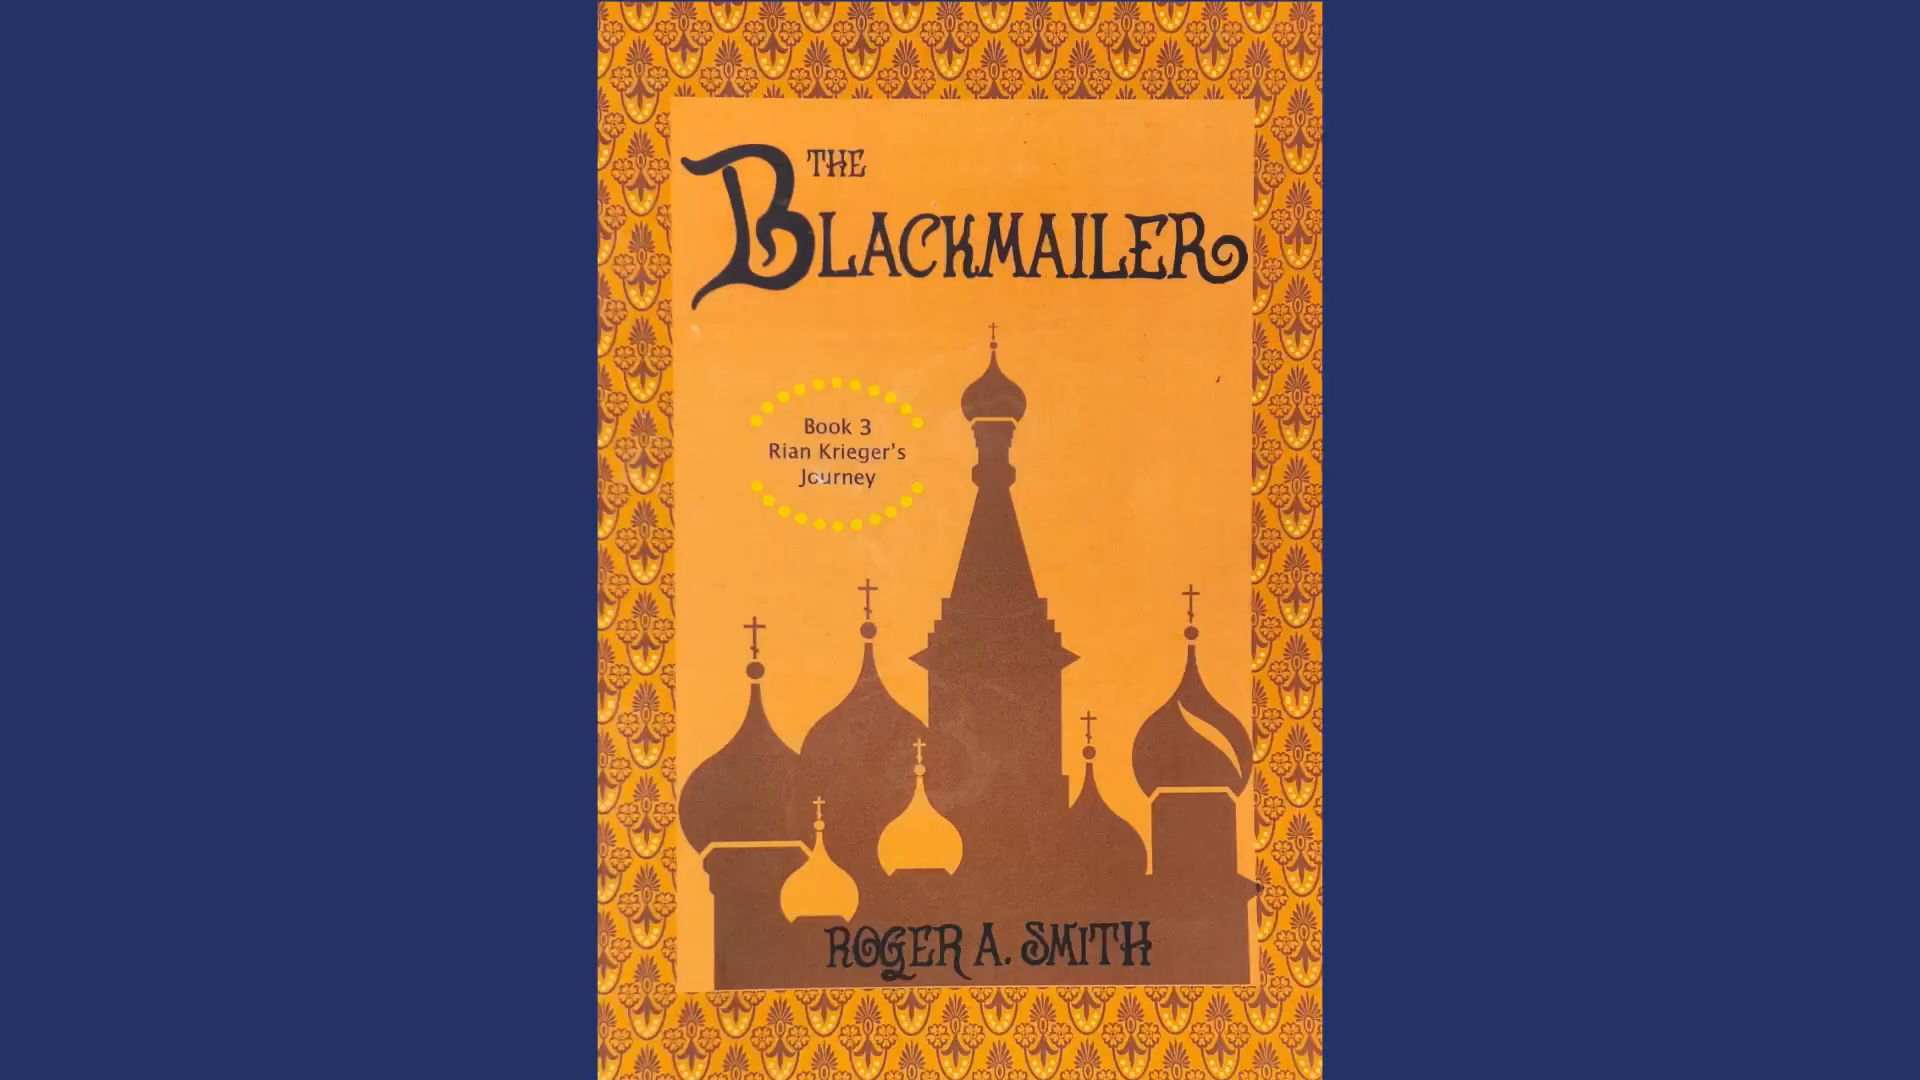 THE
BLACKMAILER
Book 3
Rian Krieger's
Journey
ROGER A. SMITH